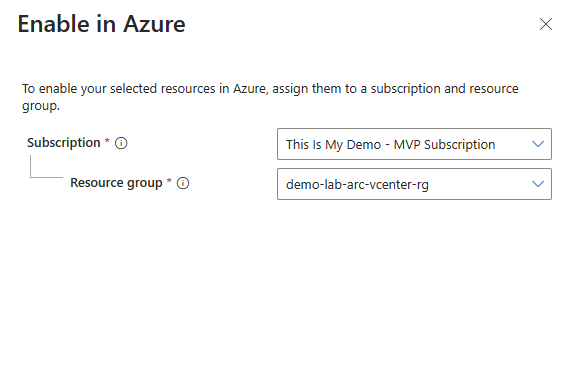 Enable in Azure
To enable your selected resources in Azure, assign them to a subscription and resource
group.
Subscription * This Is My Demo - MVP Subscription
Resource group * demo-lab-arc-vcenter-rg